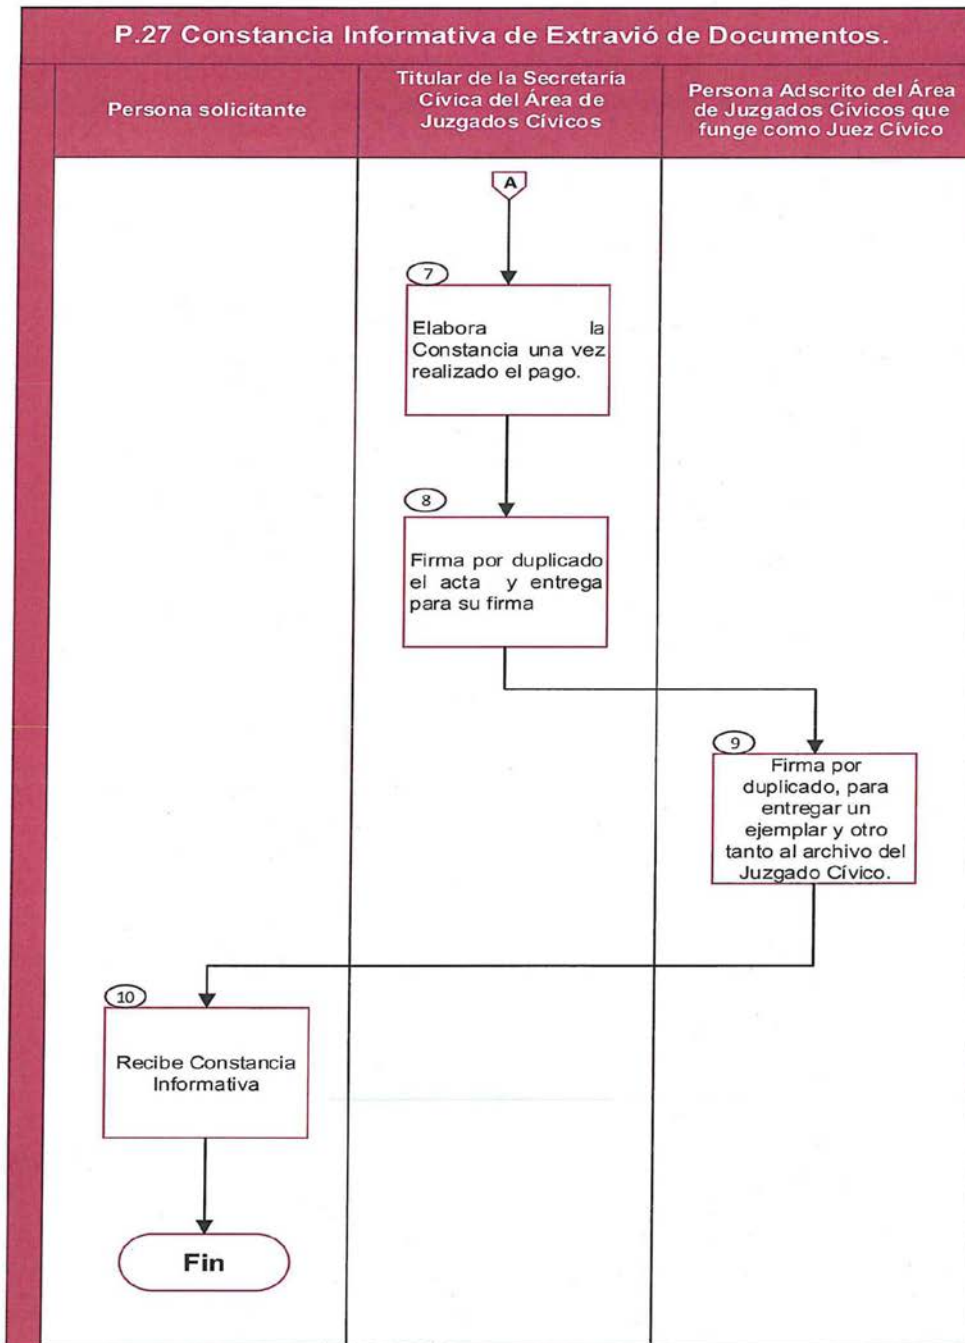 P.27 Constancia Informativa de Extravió de Documentos.
Persona solicitante
Titular de la Secretaría
Cívica del Área de
Juzgados Cívicos
Persona Adscrito del Área
de Juzgados Cívicos que
funge como Juez Cívico
A
7
Elabora la
Constancia una vez
realizado el pago.
8
Firma por duplicado
el acta y entrega
para su firma
9
Firma por
duplicado, para
entregar un
ejemplar y otro
tanto al archivo del
Juzgado Cívico.
10
Recibe Constancia
Informativa
Fin